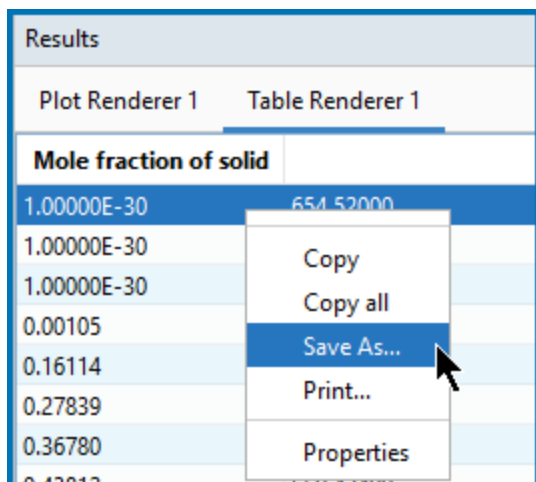 Results
Plot Renderer 1 Table Renderer 1
Mole fraction of solid
1.00000E-30 654.52000
1.00000E-30
1.00000E-30
0.00105
0.16114
0.27839
0.36780
Copy
Copy all
Save As...
Print...
Properties